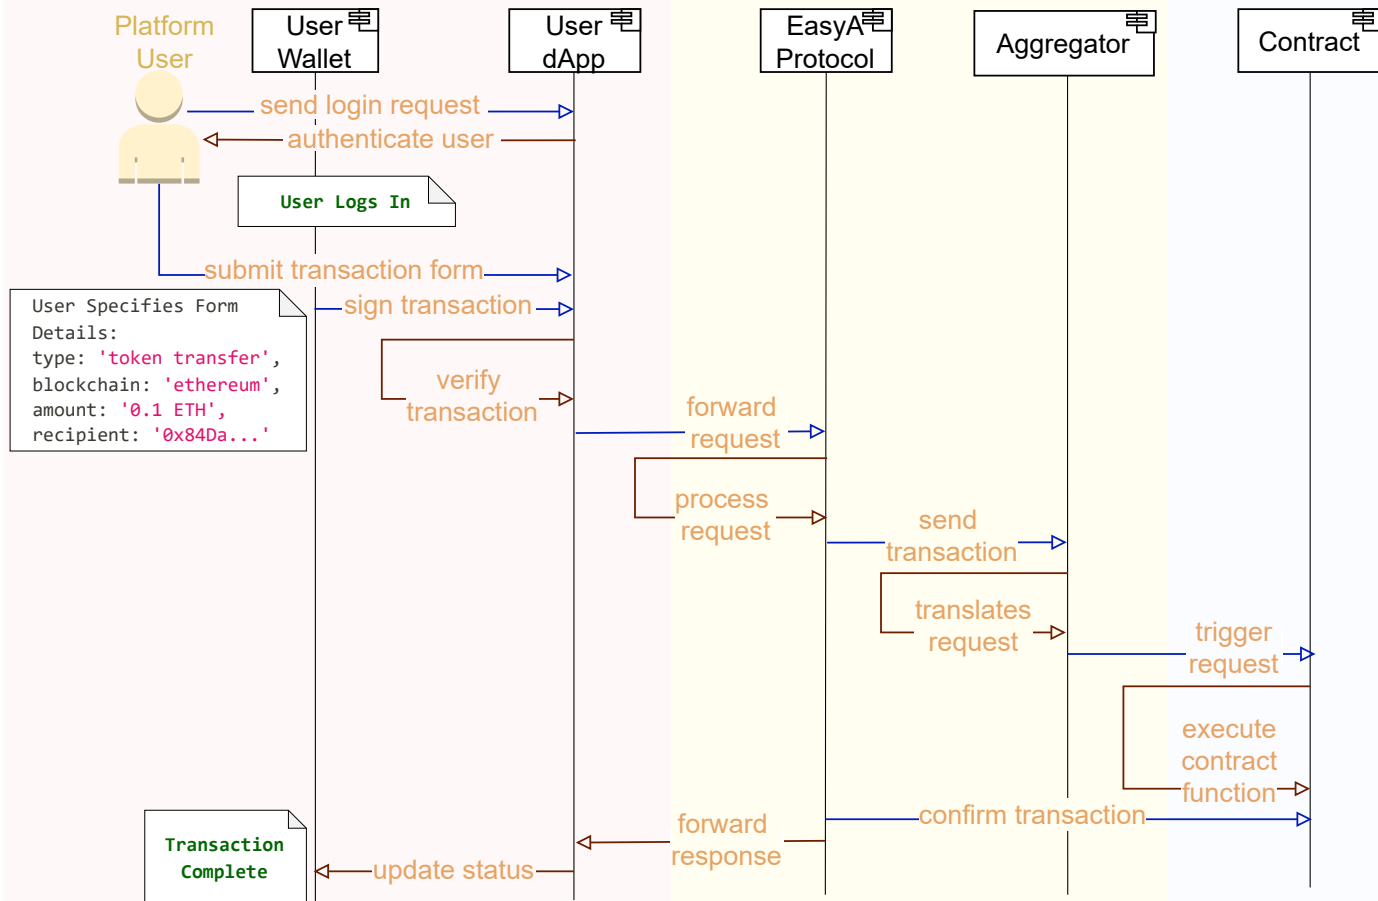 Platform
User
User
Wallet
User
dApp
EasyA
Protocol
Aggregator
Contract
send login request
authenticate user
User Logs In
submit transaction form
sign transaction
User Specifies Form
Details:
type: 'token transfer',
blockchain: 'ethereum',
amount: '0.1 ETH',
recipient: '0x84Da...'
verify
transaction
forward
request
process
request
send
transaction
translates
request
trigger
request
execute
contract
function
confirm transaction
forward
response
update status
Transaction
Complete